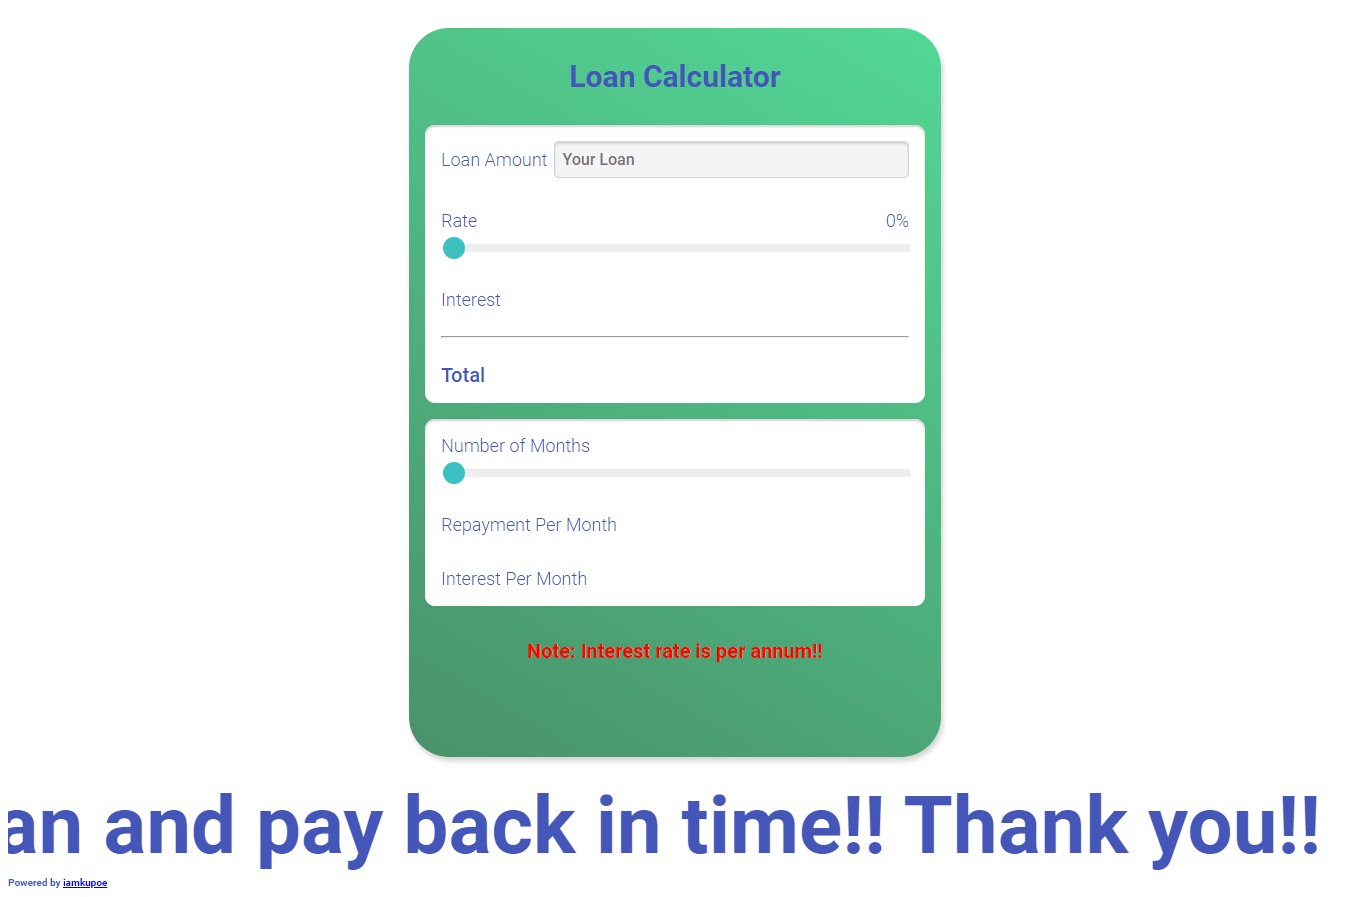 Loan Calculator
Loan Amount Your Loan
Rate 0%
Interest
Total
Number of Months
Repayment Per Month
Interest Per Month
Note: Interest rate is per annum!!
an and pay back in time!! Thank you!!
Powered by iamkupoe